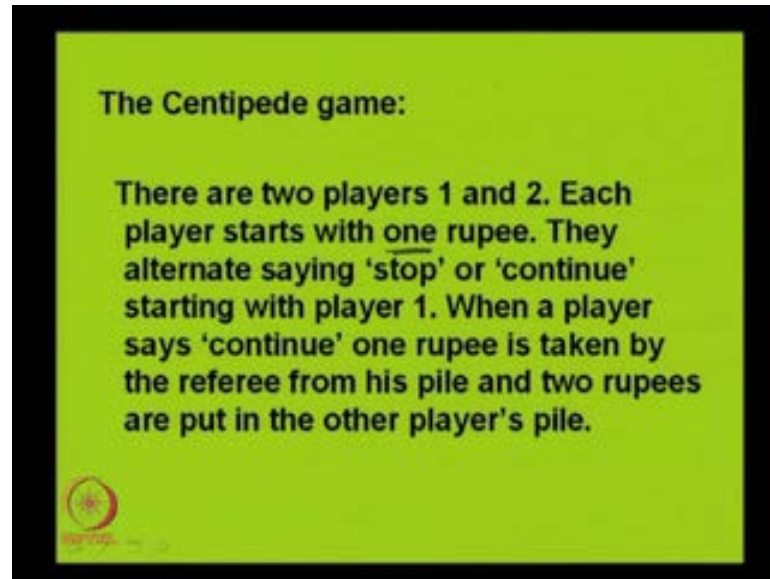 The Centipede game:
There are two players 1 and 2. Each
player starts with one rupee. They
alternate saying ‘stop’ or ‘continue’
starting with player 1. When a player
says ‘continue’ one rupee is taken by
the referee from his pile and two rupees
are put in the other player’s pile.